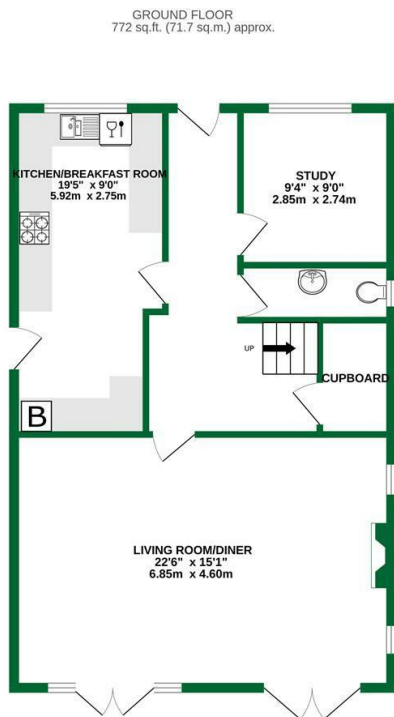 GROUND FLOOR
772 sq.ft. (71.7 sq.m.) approx.
KITCHEN/BREAKFAST ROOM
19'5" x 9'0"
5.92m x 2.75m
STUDY
9'4" x 9'0"
2.85m x 2.74m
UP
CUPBOARD
B
LIVING ROOM/DINER
22'6" x 15'1"
6.85m x 4.60m